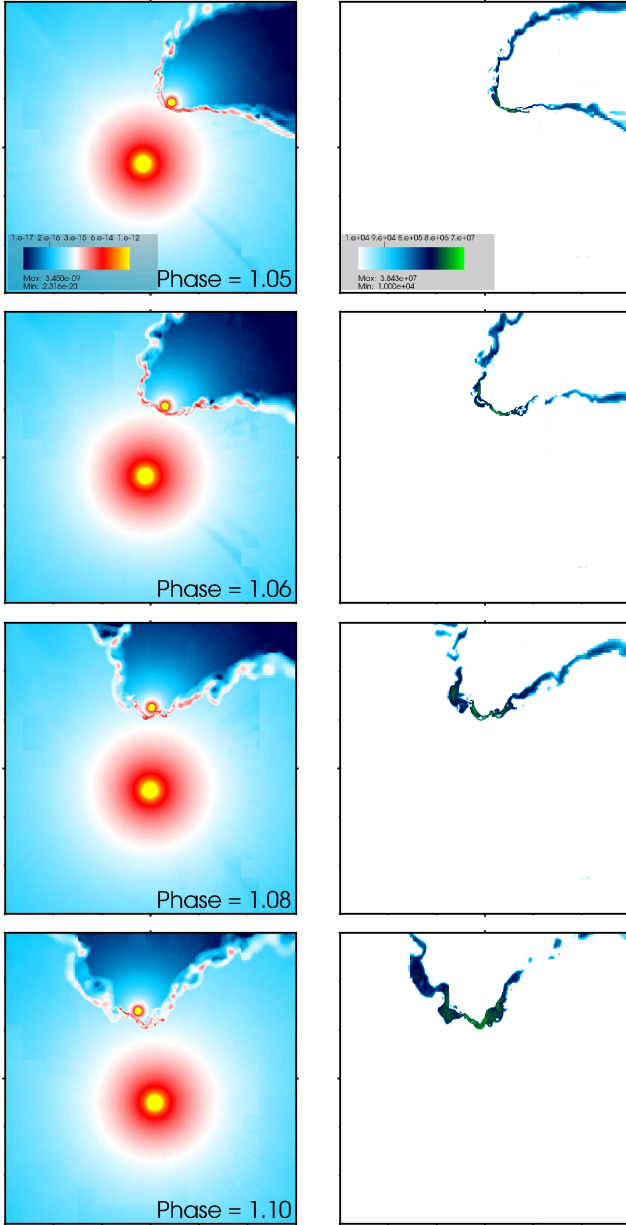 1.e-17 2.e-16 3.e-15 6.e-14 1.e-12
Max: 3.450e-09
Min: 2.316e-20
Phase = 1.05
1.e+04 9.e+04 8.e+05 8.e+06 7.e+07
Max: 3.843e+07
Min: 1.000e+04
Phase = 1.06
Phase = 1.08
Phase = 1.10